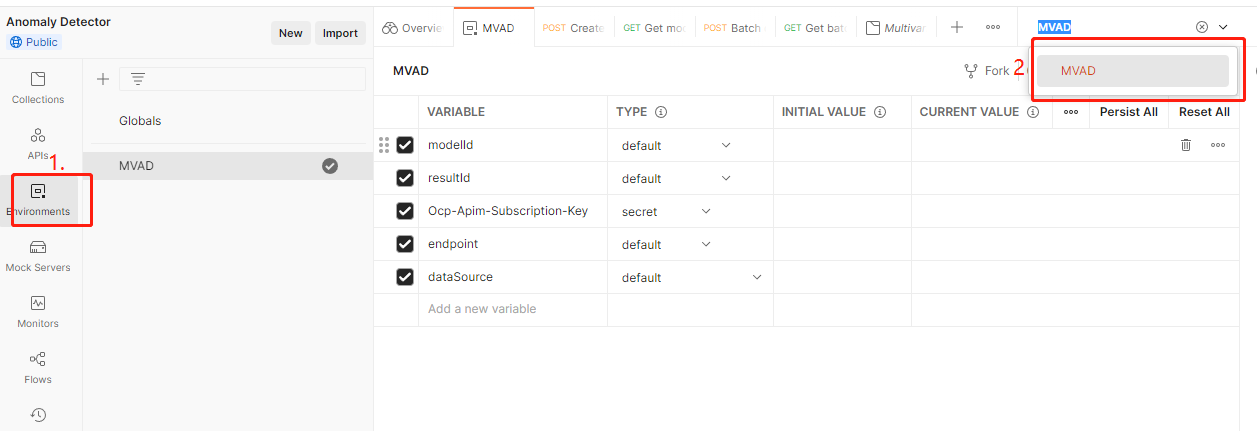 Anomaly Detector
Public
New
Import
Collections
APIs
1.
Environments
Mock Servers
Monitors
Flows
Globals
MVAD
Overvie
MVAD
POST Create
GET Get mo
POST Batch
GET Get bat
Multivar
MVAD
MVAD
Fork
2
MVAD
VARIABLE TYPE INITIAL VALUE CURRENT VALUE Persist All Reset All
modelId default
resultId default
Ocp-Apim-Subscription-Key secret
endpoint default
dataSource default
Add a new variable